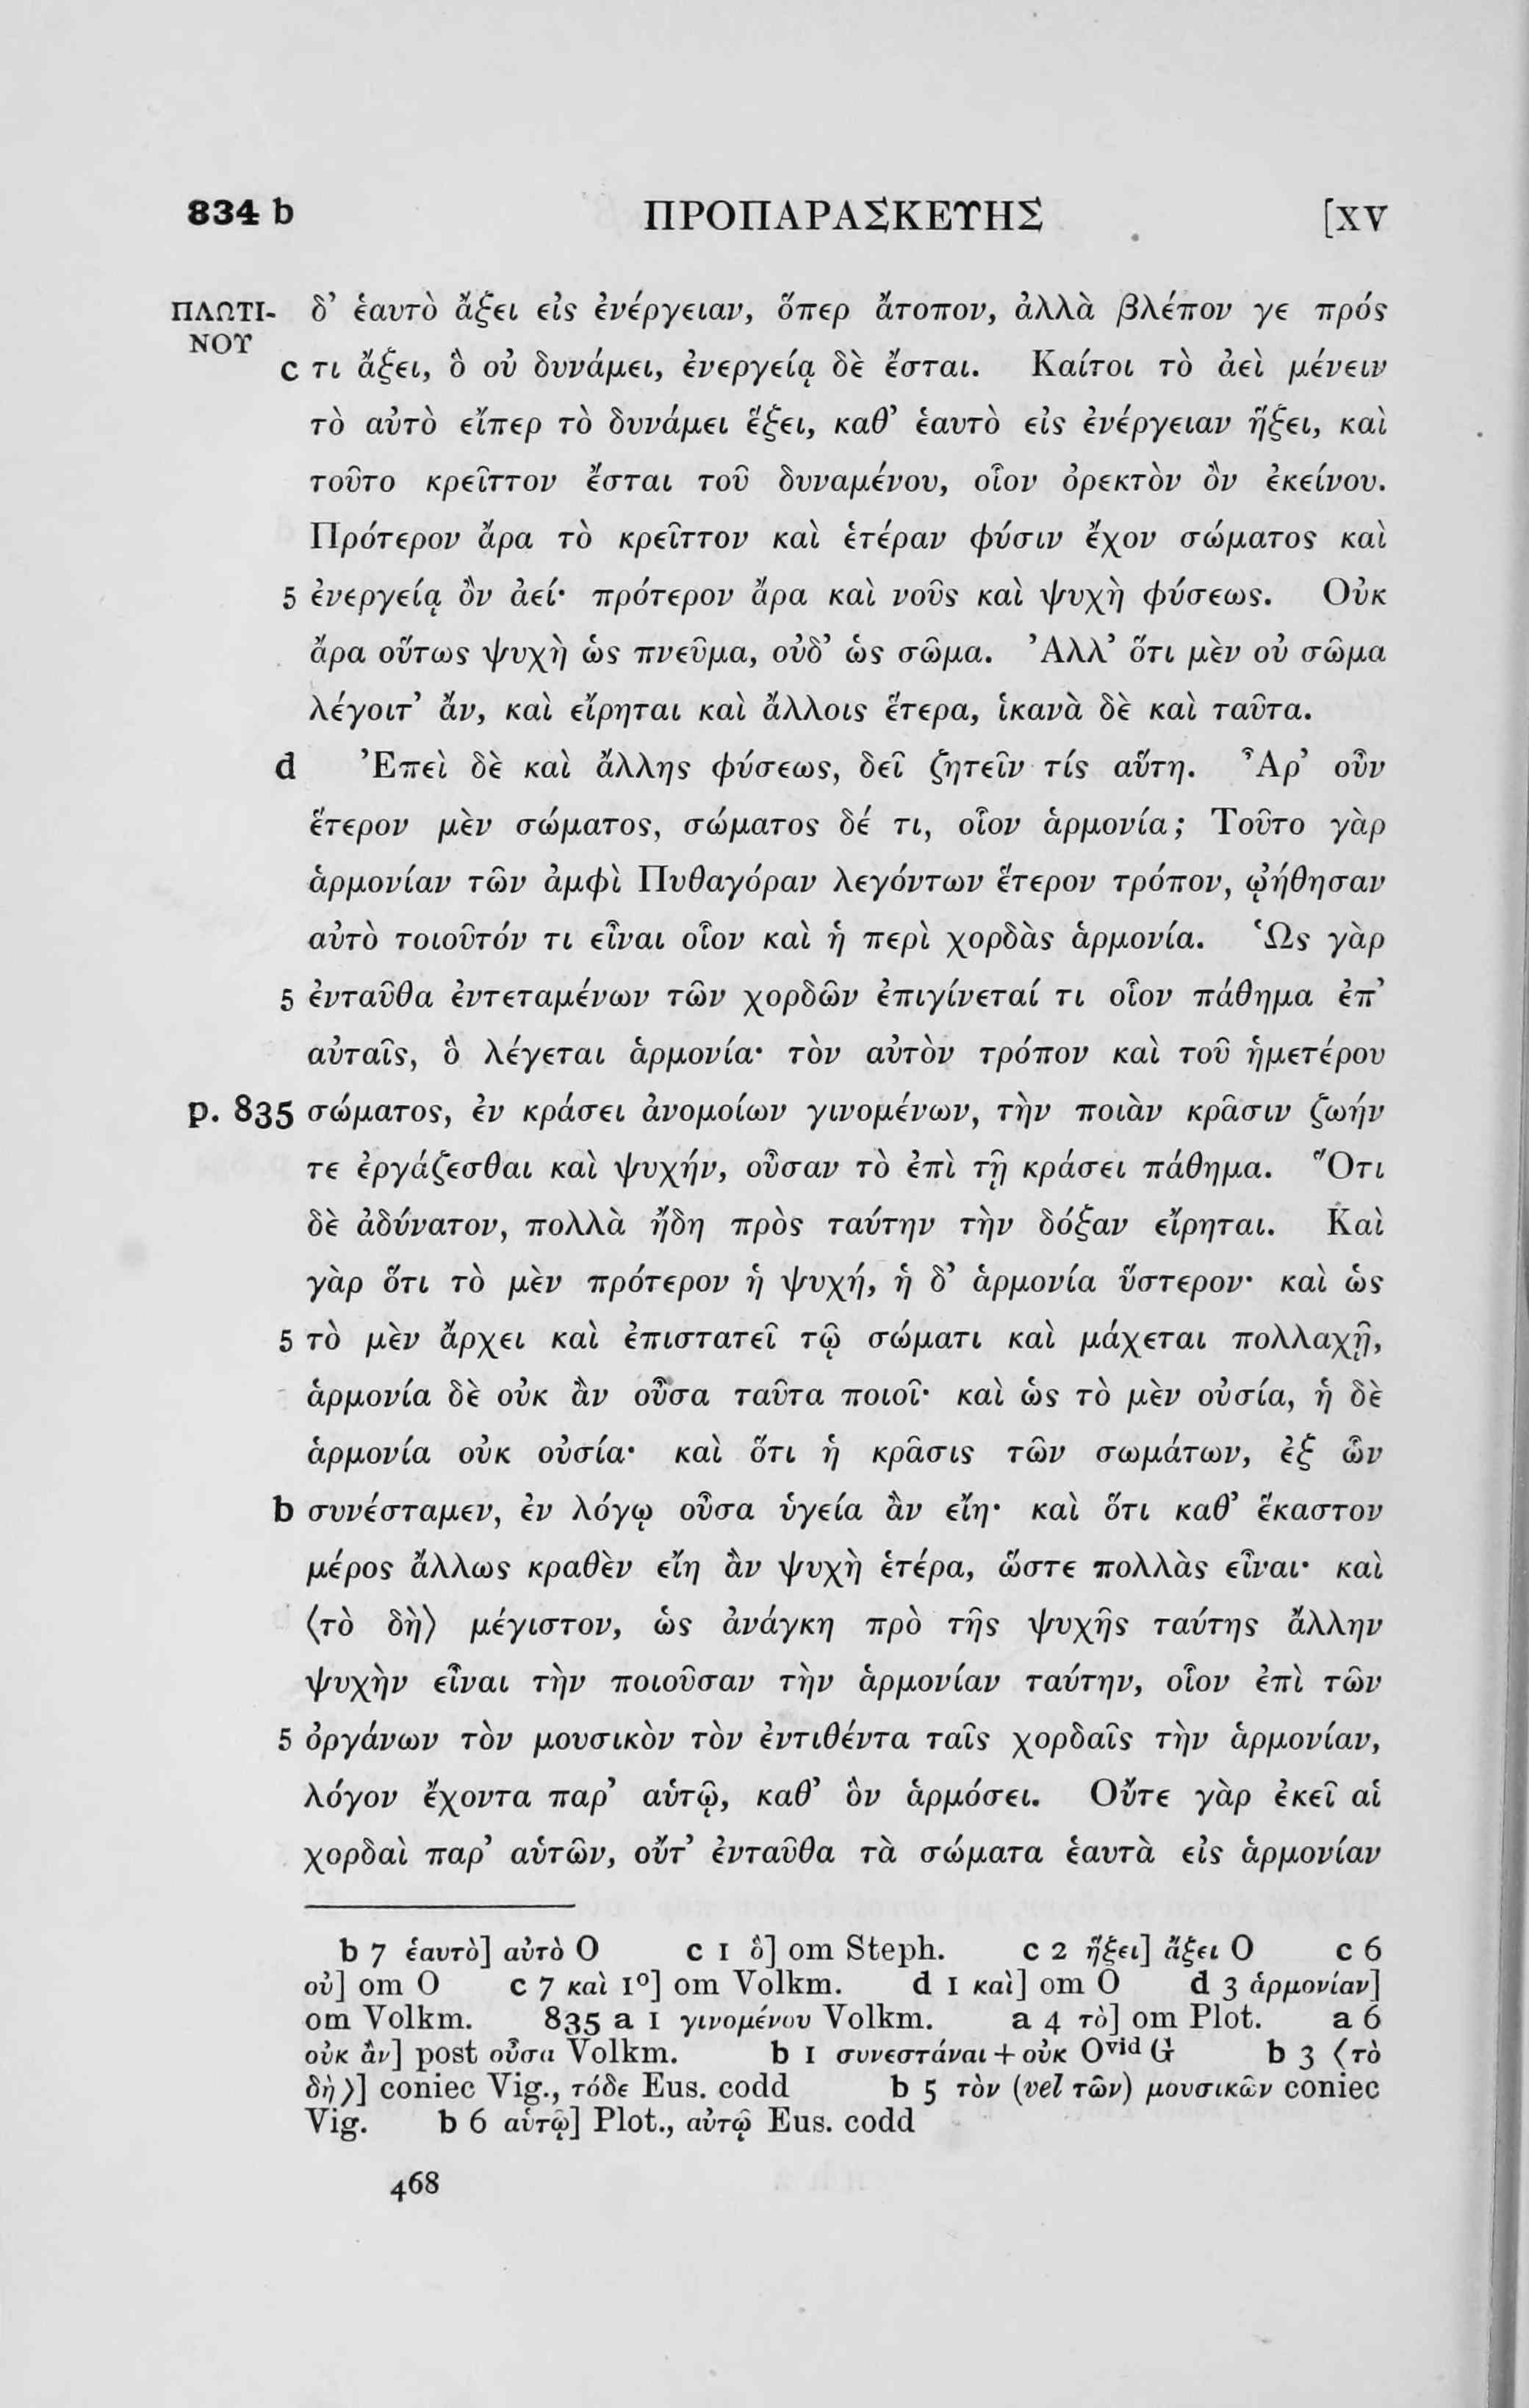 834 b ΠΡΟΠΑΡΑΣΚΕΥΗΣ [XV
ΠΛΩΤΙ- δ’ ἑαυτὸ ἄξει εἰς ἐνέργειαν, ὅπερ ἄτοπον, ἀλλὰ βλέπον γε πρός
ΝΟΥ
c τι ἄξει, ὃ οὐ δυνάμει, ἐνεργείᾳ δὲ ἔσται. Καίτοι τὸ ἀεὶ μένειν
τὸ αὐτὸ εἴπερ τὸ δυνάμει ἕξει, καθ’ ἑαυτὸ εἰς ἐνέργειαν ἥξει, καὶ
τοῦτο κρεῖττον ἔσται τοῦ δυναμένου, οἷον ὀρεκτὸν ὂν ἐκείνου.
Πρότερον ἄρα τὸ κρεῖττον καὶ ἑτέραν φύσιν ἔχον σώματος καὶ
5 ἐνεργείᾳ ὂν ἀεί· πρότερον ἄρα καὶ νοῦς καὶ ψυχὴ φύσεως. Οὐκ
ἄρα οὕτως ψυχὴ ὡς πνεῦμα, οὐδ’ ὡς σῶμα. Ἀλλ’ ὅτι μὲν οὐ σῶμα
λέγοιτ’ ἄν, καὶ εἴρηται καὶ ἄλλοις ἕτερα, ἱκανὰ δὲ καὶ ταῦτα.
d Ἐπεὶ δὲ καὶ ἄλλης φύσεως, δεῖ ζητεῖν τίς αὕτη. Ἆρ’ οὖν
ἕτερον μὲν σώματος, σώματος δέ τι, οἷον ἁρμονία; Τοῦτο γὰρ
ἁρμονίαν τῶν ἀμφὶ Πυθαγόραν λεγόντων ἕτερον τρόπον, ᾠήθησαν
αὐτὸ τοιοῦτόν τι εἶναι οἷον καὶ ἡ περὶ χορδὰς ἁρμονία. Ὡς γὰρ
5 ἐνταῦθα ἐντεταμένων τῶν χορδῶν ἐπιγίνεταί τι οἷον πάθημα ἐπ’
αὐταῖς, ὃ λέγεται ἁρμονία· τὸν αὐτὸν τρόπον καὶ τοῦ ἡμετέρου
p. 835 σώματος, ἐν κράσει ἀνομοίων γινομένων, τὴν ποιὰν κρᾶσιν ζωήν
τε ἐργάζεσθαι καὶ ψυχήν, οὖσαν τὸ ἐπὶ τῇ κράσει πάθημα. Ὅτι
δὲ ἀδύνατον, πολλὰ ἤδη πρὸς ταύτην τὴν δόξαν εἴρηται. Καὶ
γὰρ ὅτι τὸ μὲν πρότερον ἡ ψυχή, ἡ δ’ ἁρμονία ὕστερον· καὶ ὡς
5 τὸ μὲν ἄρχει καὶ ἐπιστατεῖ τῷ σώματι καὶ μάχεται πολλαχῇ,
ἁρμονία δὲ οὐκ ἂν οὖσα ταῦτα ποιοῖ· καὶ ὡς τὸ μὲν οὐσία, ἡ δὲ
ἁρμονία οὐκ οὐσία· καὶ ὅτι ἡ κρᾶσις τῶν σωμάτων, ἐξ ὧν
b συνέσταμεν, ἐν λόγῳ οὖσα ὑγεία ἂν εἴη· καὶ ὅτι καθ’ ἕκαστον
μέρος ἄλλως κραθὲν εἴη ἂν ψυχὴ ἑτέρα, ὥστε πολλὰς εἶναι· καὶ
⟨τὸ δὴ⟩ μέγιστον, ὡς ἀνάγκη πρὸ τῆς ψυχῆς ταύτης ἄλλην
ψυχὴν εἶναι τὴν ποιοῦσαν τὴν ἁρμονίαν ταύτην, οἷον ἐπὶ τῶν
5 ὀργάνων τὸν μουσικὸν τὸν ἐντιθέντα ταῖς χορδαῖς τὴν ἁρμονίαν,
λόγον ἔχοντα παρ’ αὑτῷ, καθ’ ὃν ἁρμόσει. Οὔτε γὰρ ἐκεῖ αἱ
χορδαὶ παρ’ αὑτῶν, οὔτ’ ἐνταῦθα τὰ σώματα ἑαυτὰ εἰς ἁρμονίαν
b 7 ἑαυτὸ] αὐτὸ O c 1 ὃ] om Steph. c 2 ἥξει] ἄξει O c 6
οὐ] om O c 7 καὶ 1º] om Volkm. d 1 καὶ] om O d 3 ἁρμονίαν]
om Volkm. 835 a 1 γινομένου Volkm. a 4 τὸ] om Plot. a 6
οὐκ ἂν] post οὖσα Volkm. b 1 συνεστάναι + οὐκ Oᵛⁱᵈ G b 3 ⟨τὸ
δὴ⟩] coniec Vig., τόδε Eus. codd b 5 τὸν (vel τῶν) μουσικῶν coniec
Vig. b 6 αὑτῷ] Plot., αὐτῷ Eus. codd
468